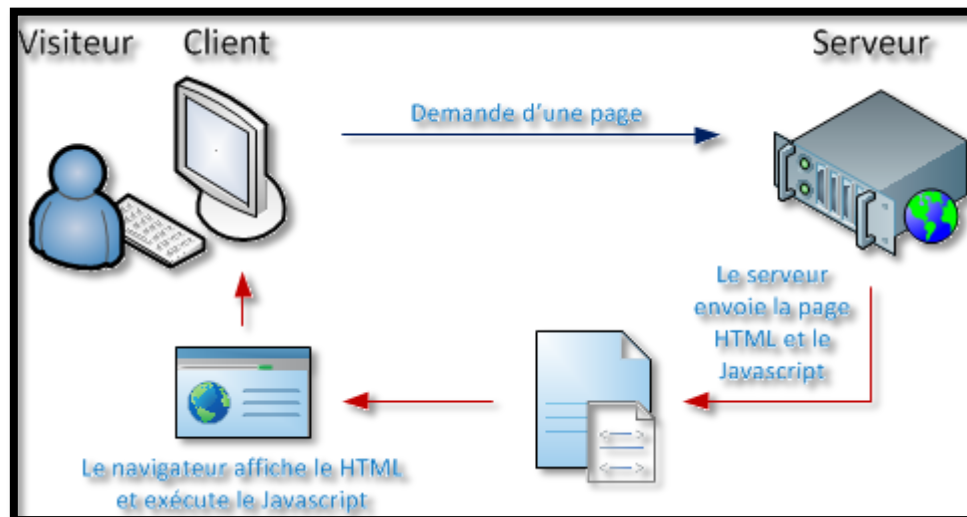 Visiteur Client Serveur
Demande d'une page
Le serveur
envoie la page
HTML et le
Javascript
Le navigateur affiche le HTML
et exécute le Javascript